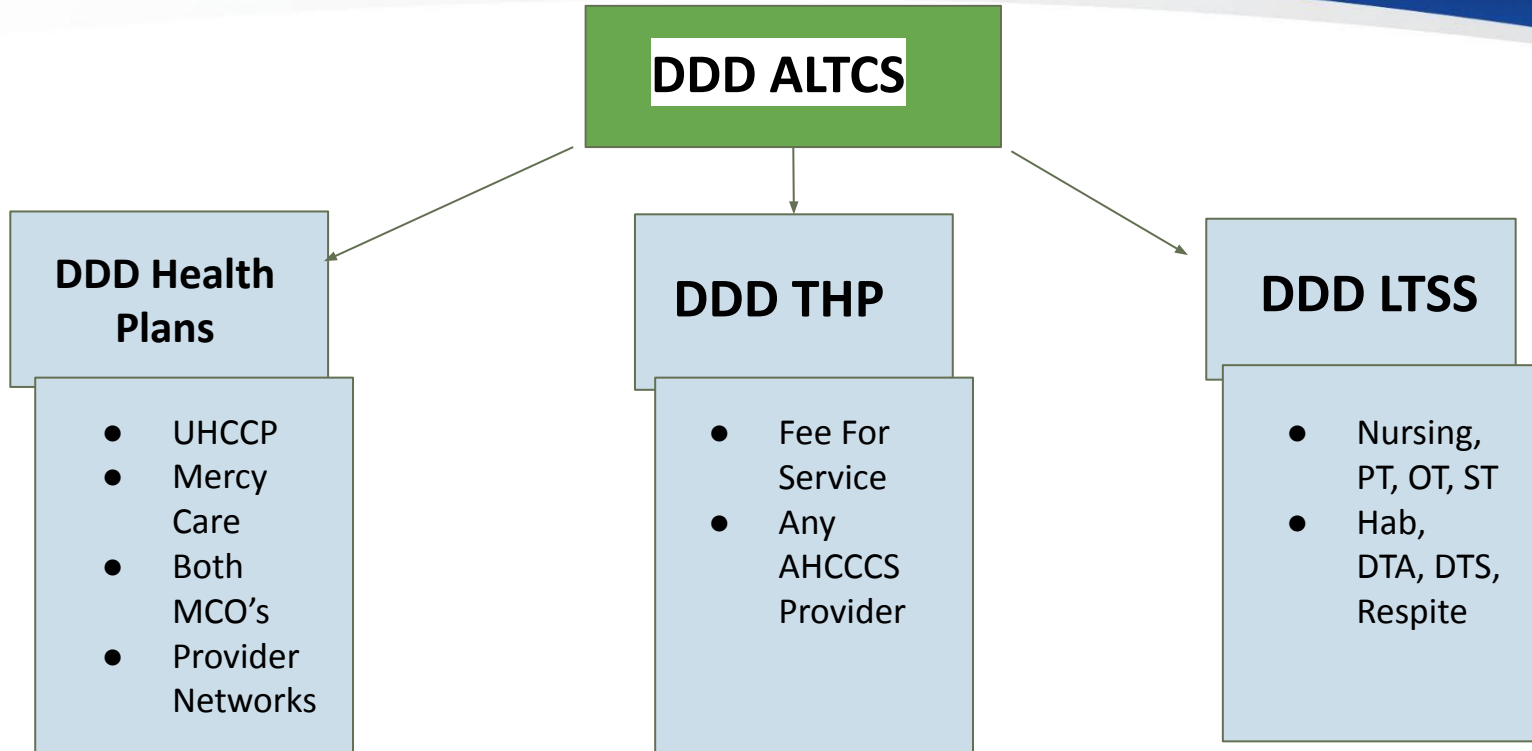 DDD ALTCS
DDD Health
Plans
● UHCCP
● Mercy
Care
● Both
MCO’s
● Provider
Networks
DDD THP
● Fee For
Service
● Any
AHCCCS
Provider
DDD LTSS
● Nursing,
PT, OT, ST
● Hab,
DTA, DTS,
Respite